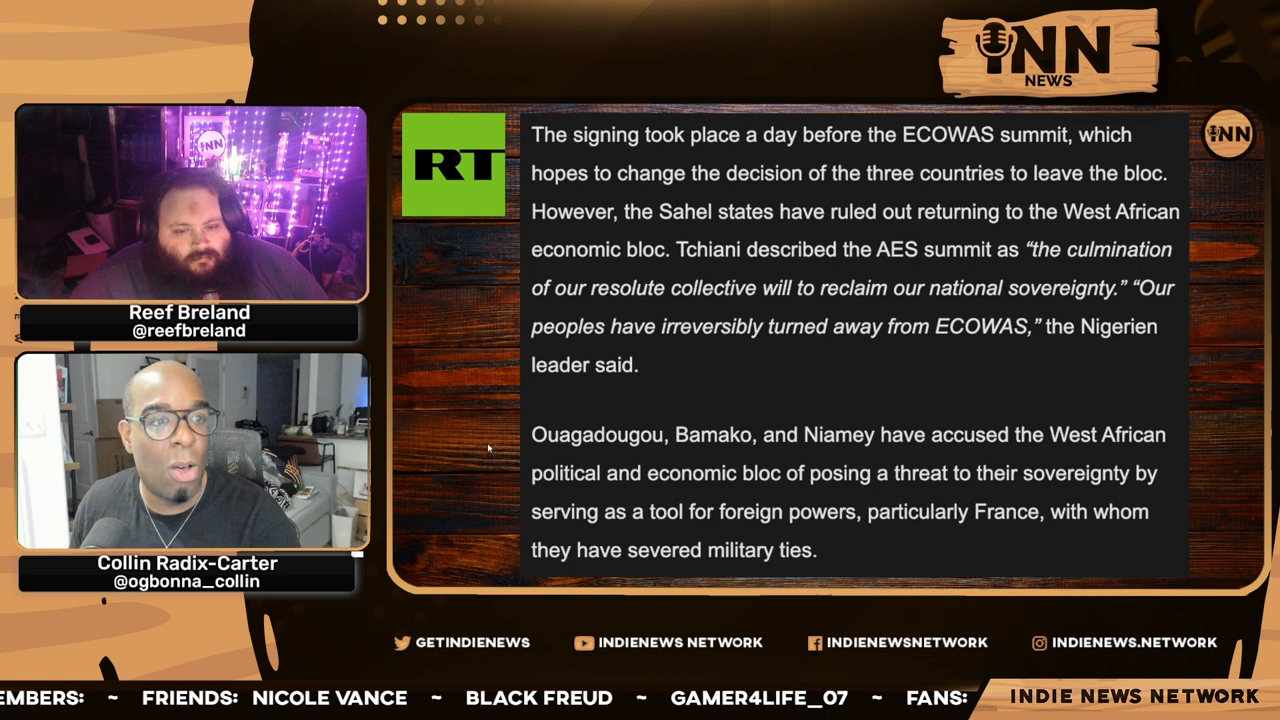 INN
NEWS
INN
RT
INN
The signing took place a day before the ECOWAS summit, which
hopes to change the decision of the three countries to leave the bloc.
However, the Sahel states have ruled out returning to the West African
economic bloc. Tchiani described the AES summit as “the culmination
of our resolute collective will to reclaim our national sovereignty.” “Our
peoples have irreversibly turned away from ECOWAS,” the Nigerien
leader said.
Ouagadougou, Bamako, and Niamey have accused the West African
political and economic bloc of posing a threat to their sovereignty by
serving as a tool for foreign powers, particularly France, with whom
they have severed military ties.
Reef Breland
@reefbreland
Collin Radix-Carter
@ogbonna_collin
GETINDIENEWS
INDIENEWS NETWORK
INDIENEWSNETWORK
INDIENEWS.NETWORK
EMBERS: ~ FRIENDS: NICOLE VANCE ~ BLACK FREUD ~ GAMER4LIFE_07 ~ FANS:
INDIE NEWS NETWORK